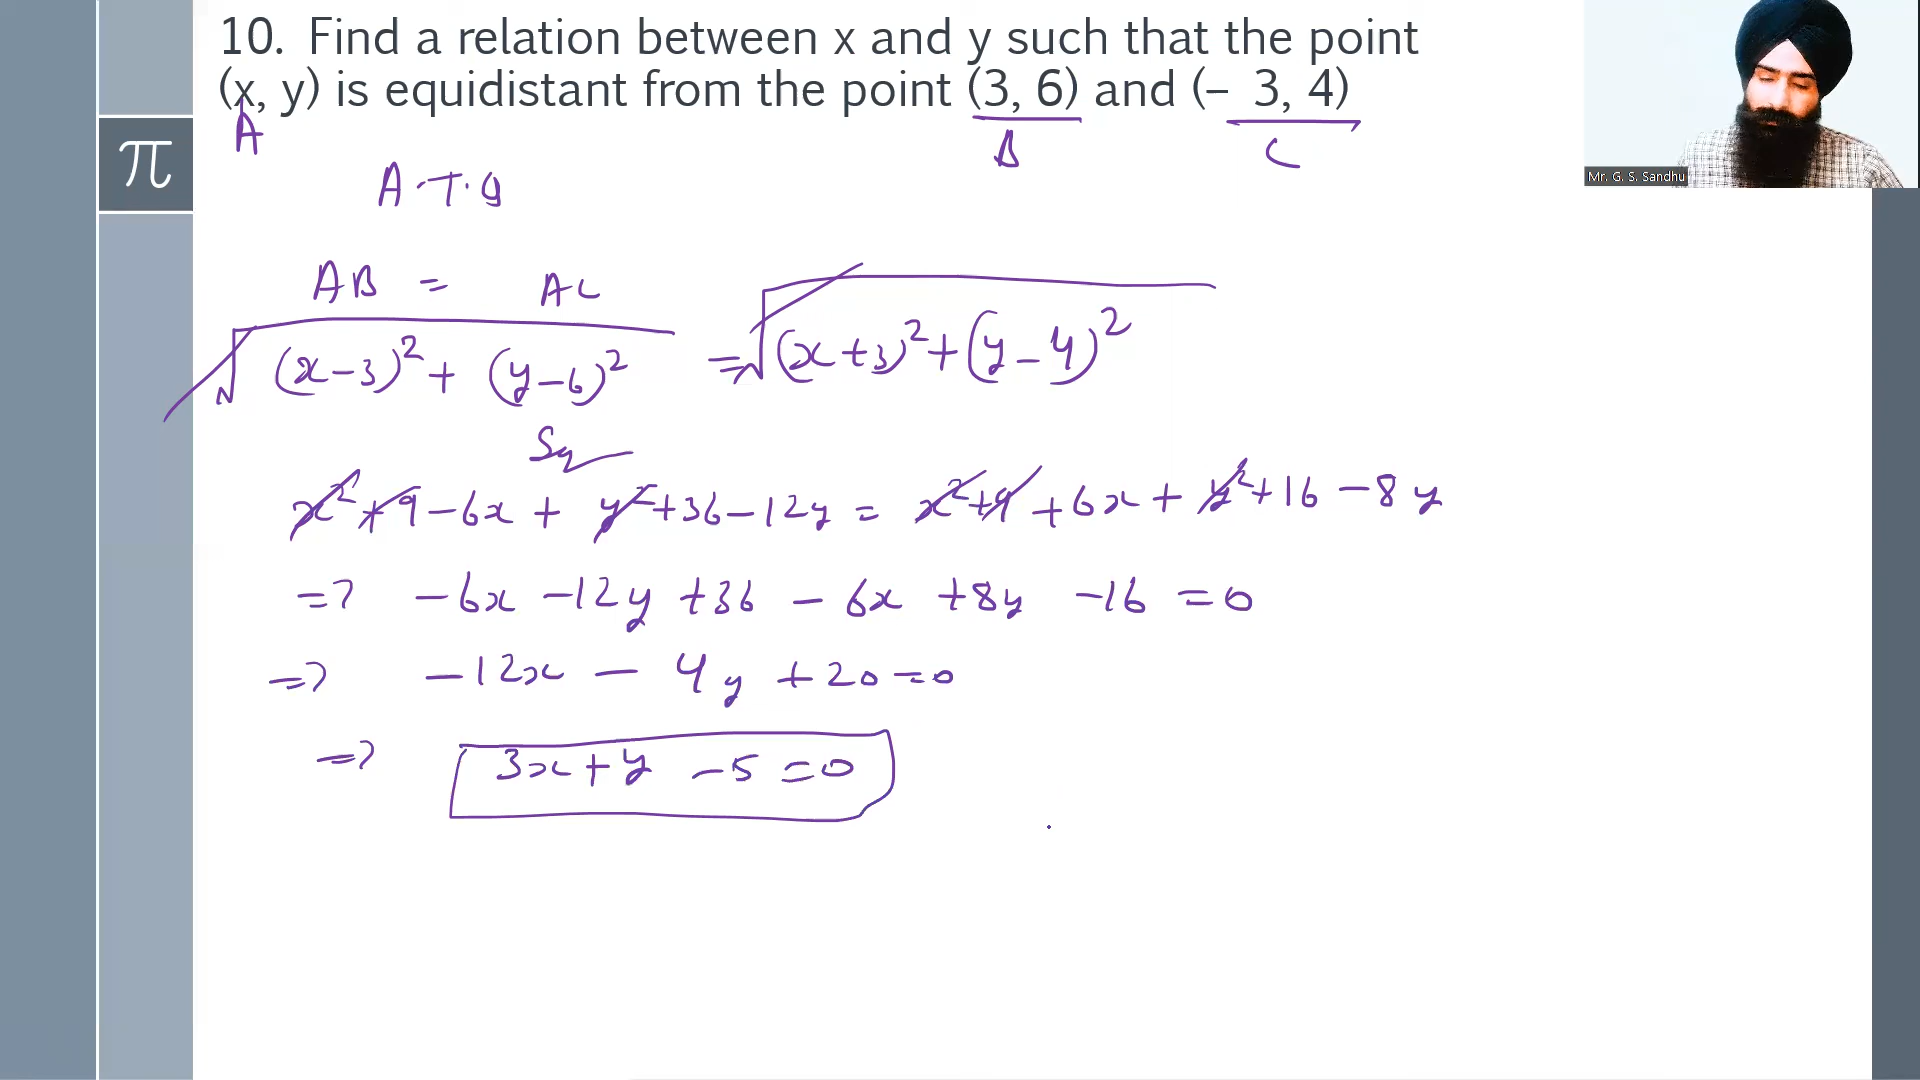 10. Find a relation between x and y such that the point
(x, y) is equidistant from the point (3, 6) and (– 3, 4)
A
B
C
π
Mr. G. S. Sandhu
A.T.Q
AB = AC
√(x-3)² + (y-6)² = √(x+3)² + (y-4)²
Sq
x² + 9 - 6x + y² + 36 - 12y = x² + 9 + 6x + y² + 16 - 8y
=> -6x - 12y + 36 - 6x + 8y - 16 = 0
=> -12x - 4y + 20 = 0
=> 3x + y - 5 = 0